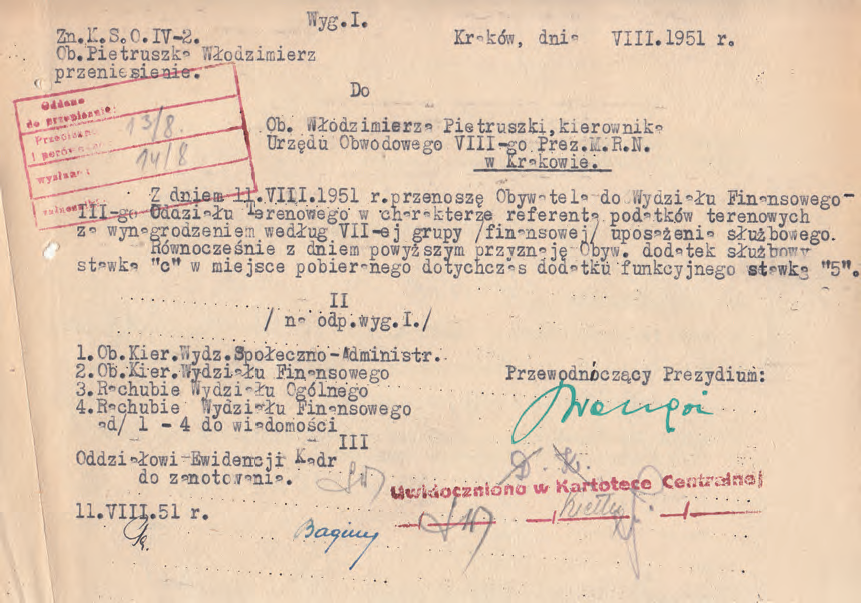 Wyg.I.
Zn.K.S.O.IV-2.
Kraków, dnia VIII.1951 r.
Ob.Pietruszka Włodzimierz
przeniesienie.
Oddano
do przepisania:
13/8.
i porówn
14/8
wysłano:
załączniki:
Do
Ob. Włodzimierza Pietruszki, kierownika
Urzędu Obwodowego VIII-go Prez.M.R.N.
w Krakowie.
Z dniem 11.VIII.1951 r.przenoszę Obywatela do Wydziału Finansowego-
III-go Oddziału Terenowego w charakterze referenta podatków terenowych
za wynagrodzeniem według VII-ej grupy /finansowej/ uposażenia służbowego.
Równocześnie z dniem powyższym przyznaję Obyw. dodatek służbowy
stawka "c" w miejsce pobieranego dotychczas dodatku funkcyjnego stawka "5".
II
/ na odp.wyg.I./
1.Ob.Kier.Wydz.Społeczno-Administr.
2.Ob.Kier.Wydziału Finansowego
3.Rachubie Wydziału Ogólnego
4.Rachubie Wydziału Finansowego
ad/ 1 - 4 do wiadomości
Przewodniczący Prezydium:
III
Oddziałowi Ewidencji Kadr
do zanotowania.
D. K.
Uwidoczniono w Kartotece Centralnej
11.VIII.51 r.